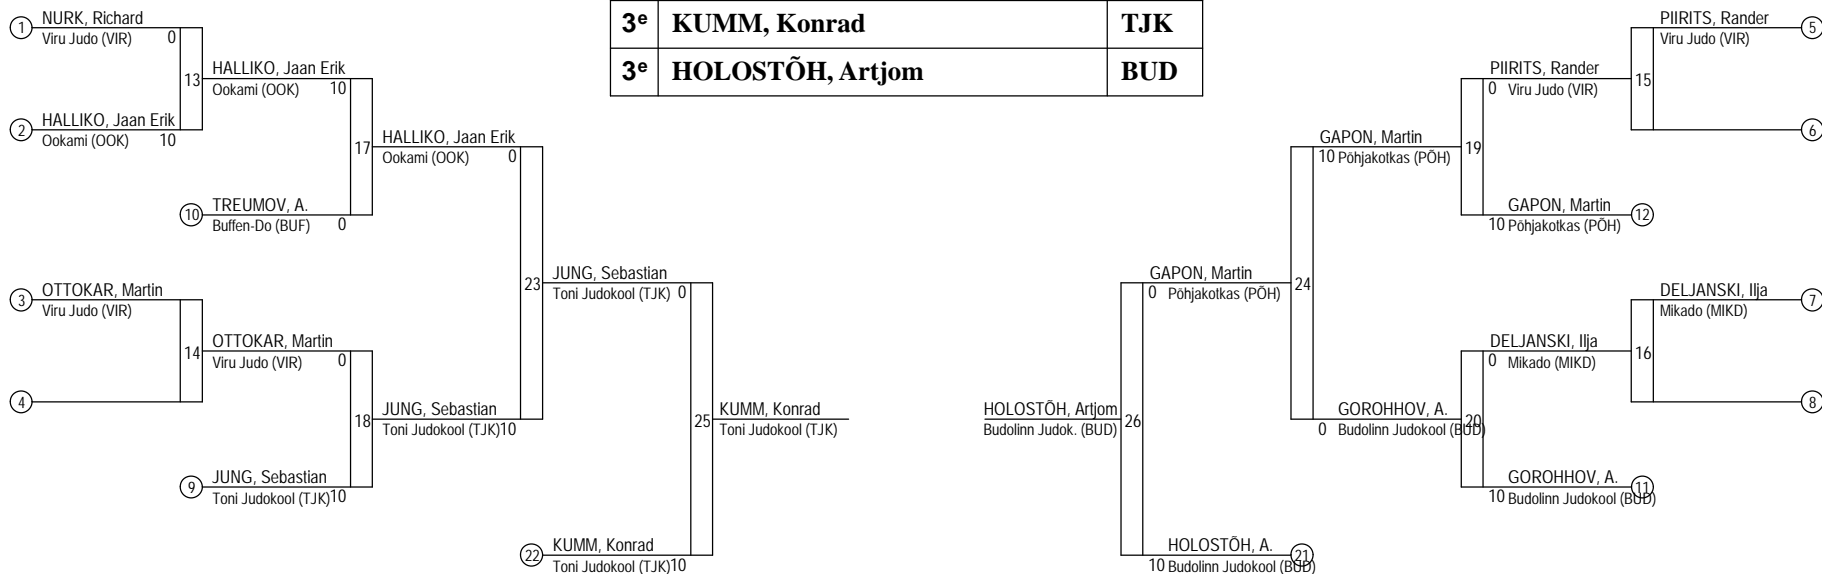 3e KUMM, Konrad TJK
3e HOLOSTÕH, Artjom BUD
1 NURK, Richard
Viru Judo (VIR) 0
13
HALLIKO, Jaan Erik
Ookami (OOK) 10
2 HALLIKO, Jaan Erik
Ookami (OOK) 10
17
HALLIKO, Jaan Erik
Ookami (OOK) 0
10 TREUMOV, A.
Buffen-Do (BUF) 0
23
JUNG, Sebastian
Toni Judokool (TJK) 0
3 OTTOKAR, Martin
Viru Judo (VIR)
14
OTTOKAR, Martin
Viru Judo (VIR) 0
4
18
JUNG, Sebastian
Toni Judokool (TJK) 10
9 JUNG, Sebastian
Toni Judokool (TJK) 10
25
KUMM, Konrad
Toni Judokool (TJK)
22 KUMM, Konrad
Toni Judokool (TJK) 10
PIIRITS, Rander 5
Viru Judo (VIR)
15
PIIRITS, Rander
0 Viru Judo (VIR)
6
19
GAPON, Martin
10 Põhjakotkas (PÕH)
GAPON, Martin 12
10 Põhjakotkas (PÕH)
24
GAPON, Martin
0 Põhjakotkas (PÕH)
DELJANSKI, Ilja 7
Mikado (MIKD)
16
DELJANSKI, Ilja
0 Mikado (MIKD)
8
20
GOROHHOV, A.
0 Budolinn Judokool (BUD)
GOROHHOV, A. 11
10 Budolinn Judokool (BUD)
26
HOLOSTÕH, Artjom
Budolinn Judok. (BUD)
HOLOSTÕH, A. 21
10 Budolinn Judokool (BUD)